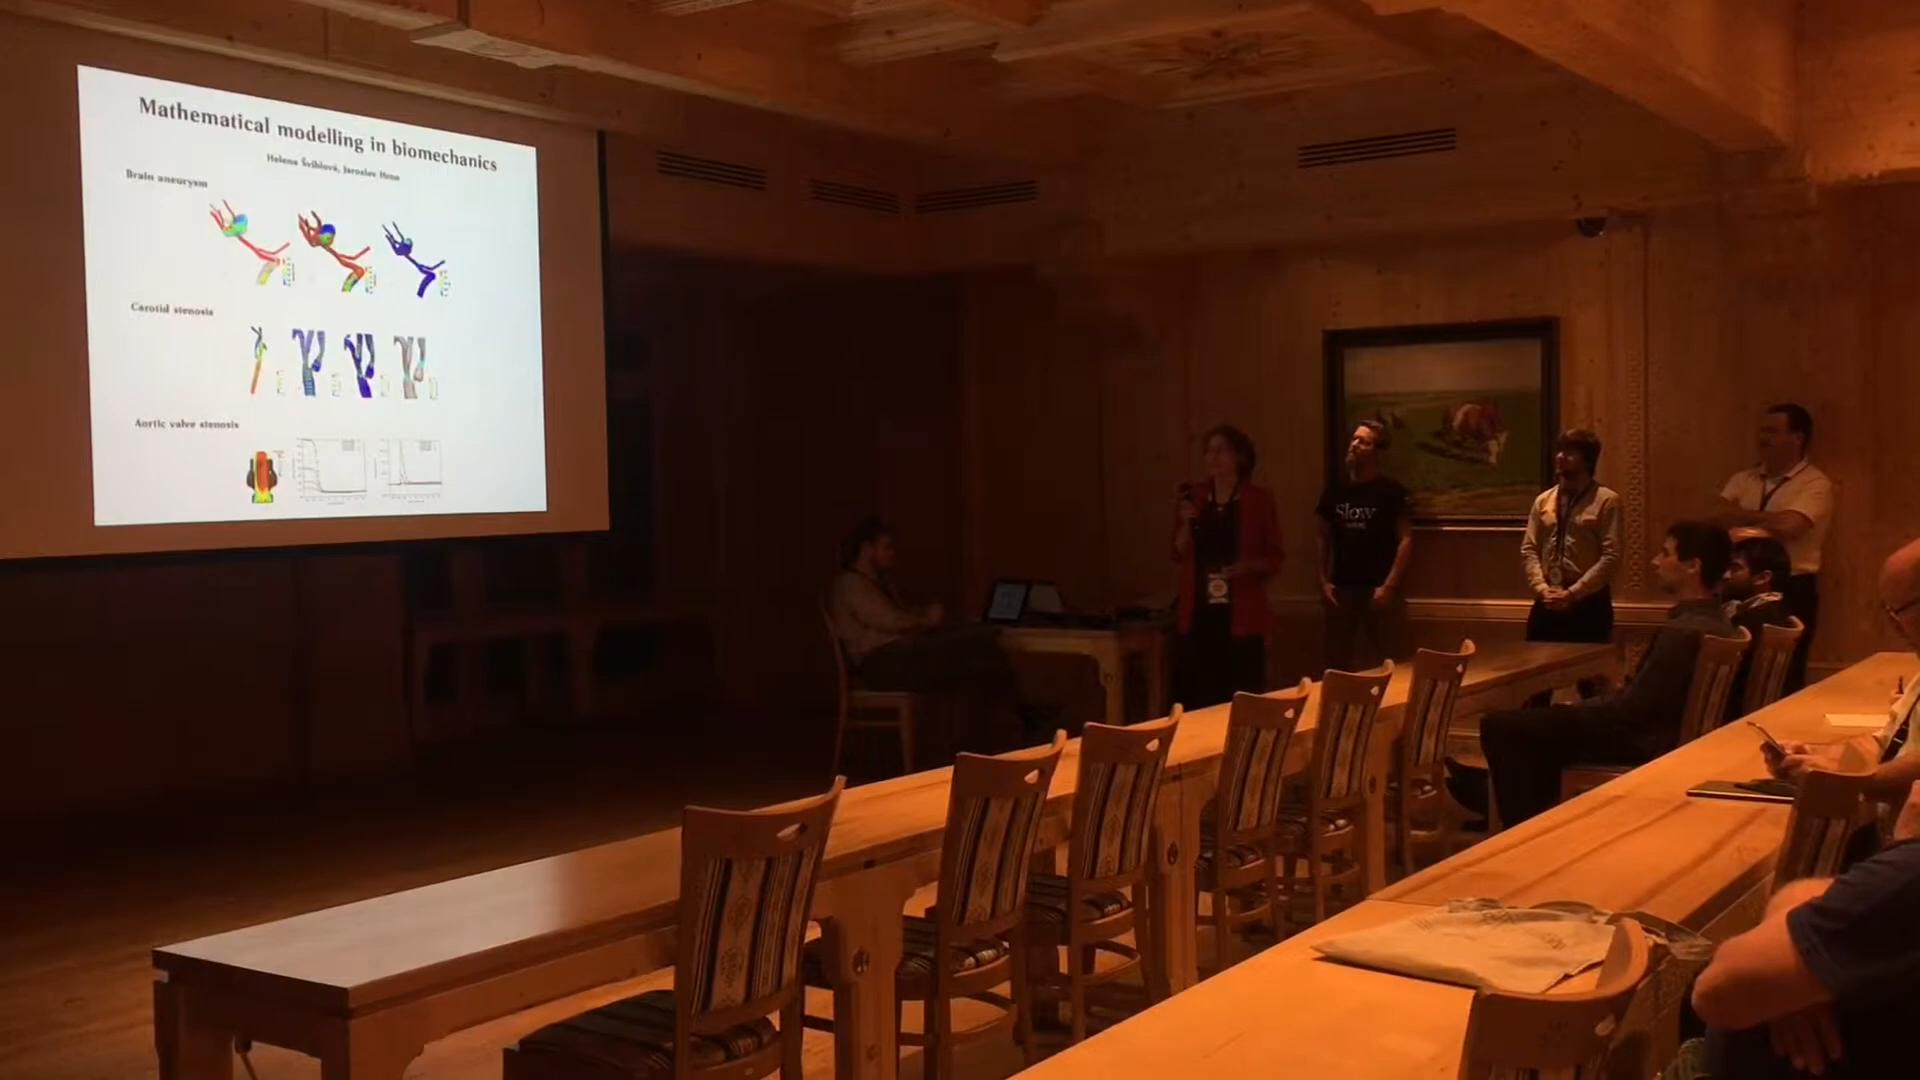 Mathematical modelling in biomechanics
Helena Švihlová, Jaroslav Hron
Brain aneurysm
Carotid stenosis
Aortic valve stenosis
Slow